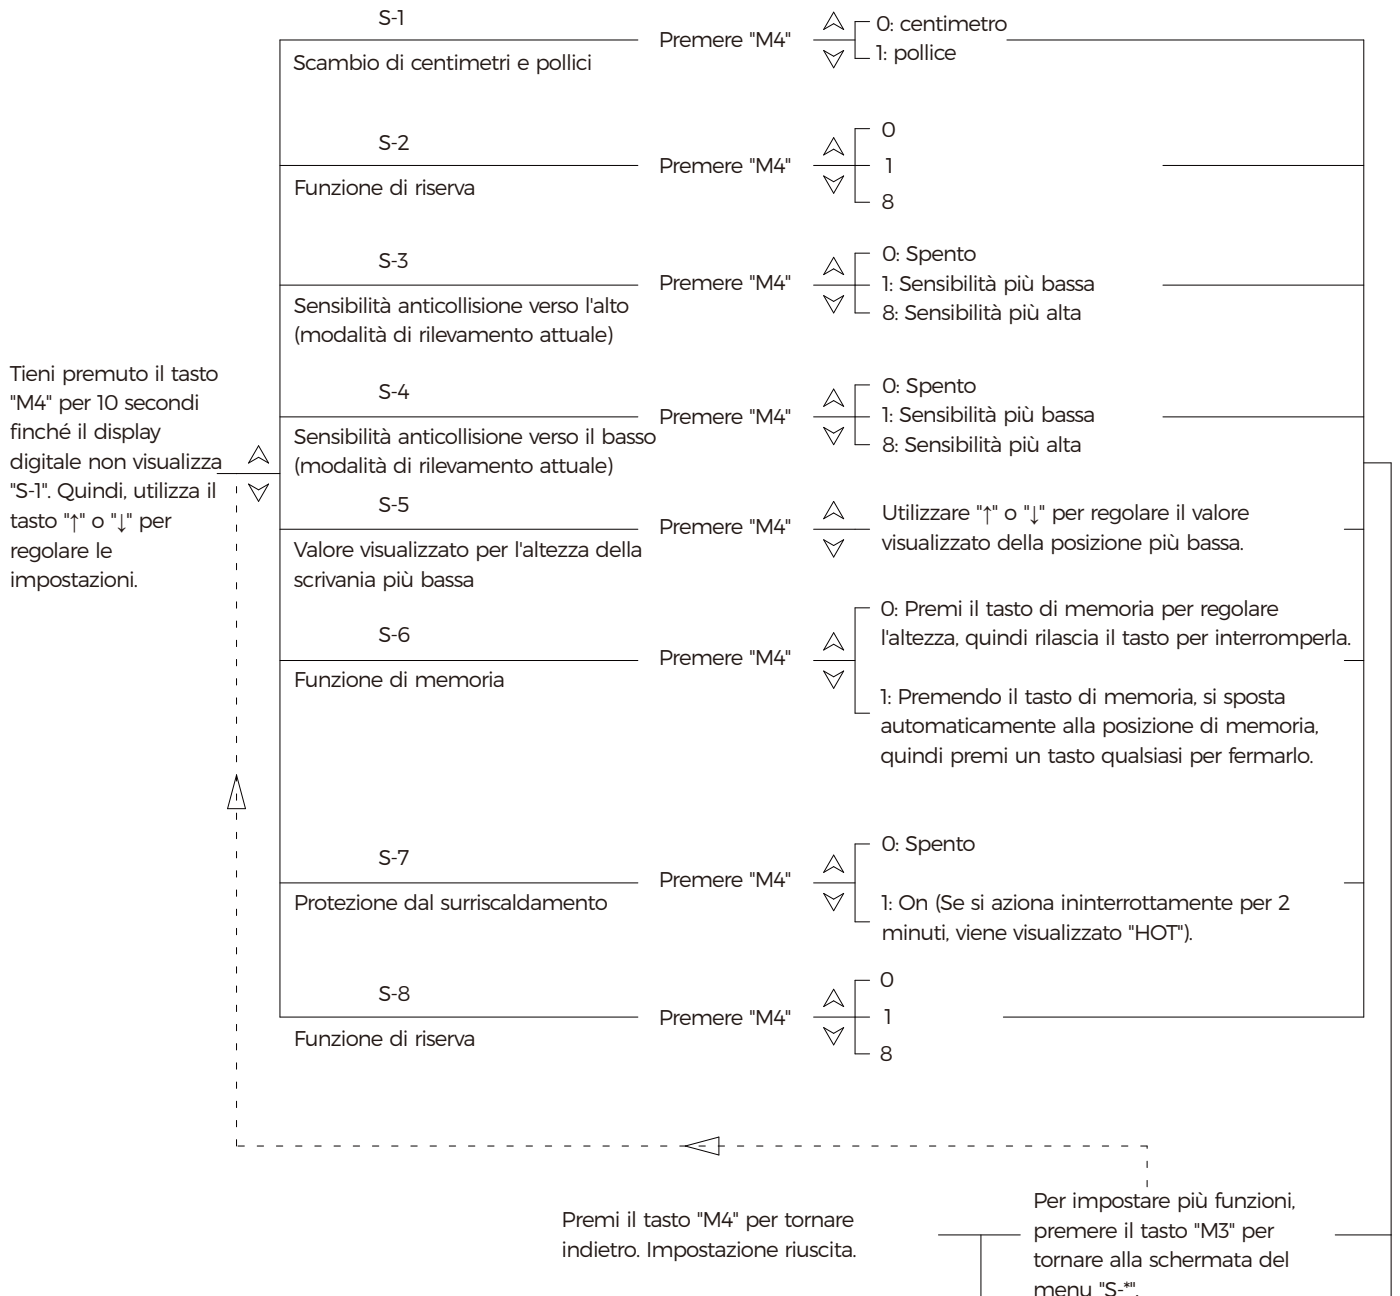 Tieni premuto il tasto
"M4" per 10 secondi
finché il display
digitale non visualizza
"S-1". Quindi, utilizza il
tasto "↑" o "↓" per
regolare le
impostazioni.
S-1
Scambio di centimetri e pollici
Premere "M4"
0: centimetro
1: pollice
S-2
Funzione di riserva
Premere "M4"
0
1
8
S-3
Sensibilità anticollisione verso l'alto
(modalità di rilevamento attuale)
Premere "M4"
0: Spento
1: Sensibilità più bassa
8: Sensibilità più alta
S-4
Sensibilità anticollisione verso il basso
(modalità di rilevamento attuale)
Premere "M4"
0: Spento
1: Sensibilità più bassa
8: Sensibilità più alta
S-5
Valore visualizzato per l'altezza della
scrivania più bassa
Premere "M4"
Utilizzare "↑" o "↓" per regolare il valore
visualizzato della posizione più bassa.
S-6
Funzione di memoria
Premere "M4"
0: Premi il tasto di memoria per regolare
l'altezza, quindi rilascia il tasto per interromperla.
1: Premendo il tasto di memoria, si sposta
automaticamente alla posizione di memoria,
quindi premi un tasto qualsiasi per fermarlo.
S-7
Protezione dal surriscaldamento
Premere "M4"
0: Spento
1: On (Se si aziona ininterrottamente per 2
minuti, viene visualizzato "HOT").
S-8
Funzione di riserva
Premere "M4"
0
1
8
Premi il tasto "M4" per tornare
indietro. Impostazione riuscita.
Per impostare più funzioni,
premere il tasto "M3" per
tornare alla schermata del
menu "S-*".